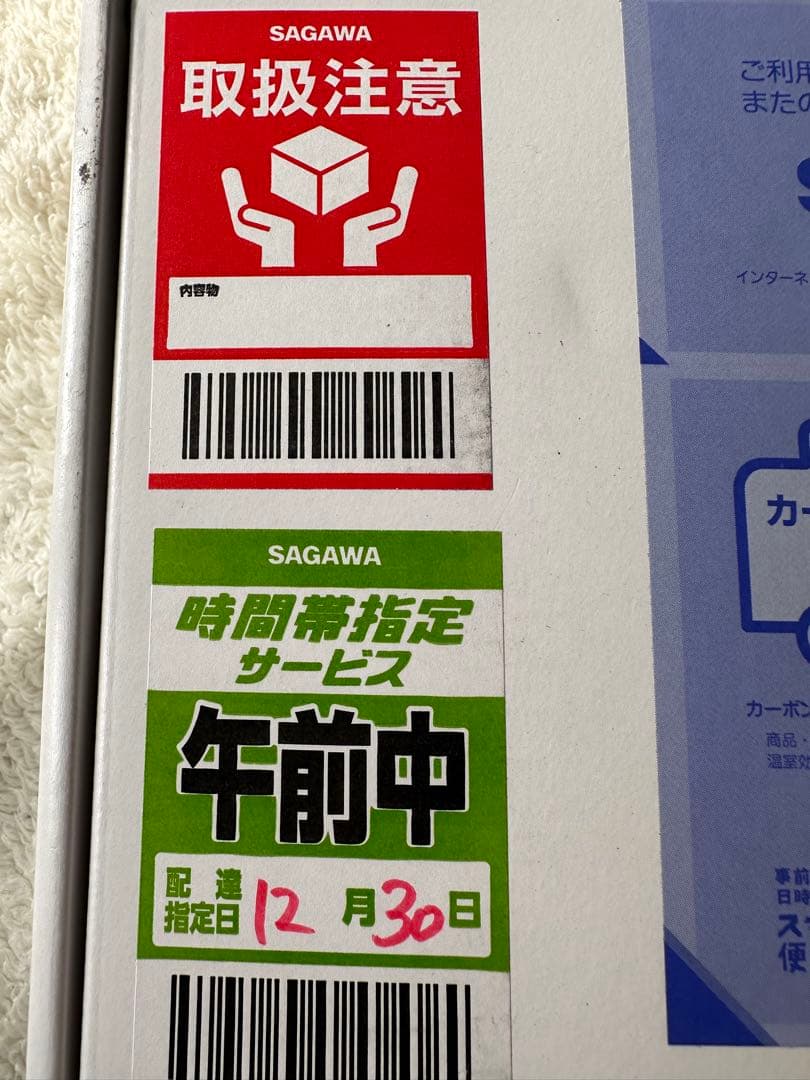 SAGAWA
取扱注意
内容物
SAGAWA
時間帯指定
サービス
午前中
配達
指定日 12月30日
ご利用
またの
インターネ
カー
カーボン
商品・
温室効
事前
日時
ス
便